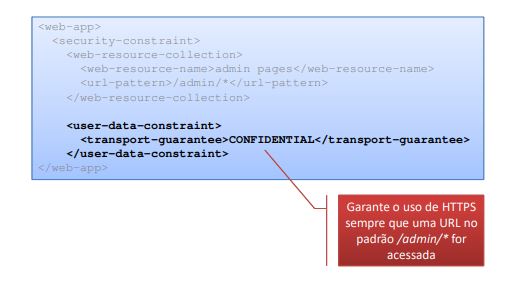 <web-app>
  <security-constraint>
    <web-resource-collection>
      <web-resource-name>admin pages</web-resource-name>
      <url-pattern>/admin/*</url-pattern>
    </web-resource-collection>

    <user-data-constraint>
      <transport-guarantee>CONFIDENTIAL</transport-guarantee>
    </user-data-constraint>
</web-app>
Garante o uso de HTTPS
sempre que uma URL no
padrão /admin/* for
acessada